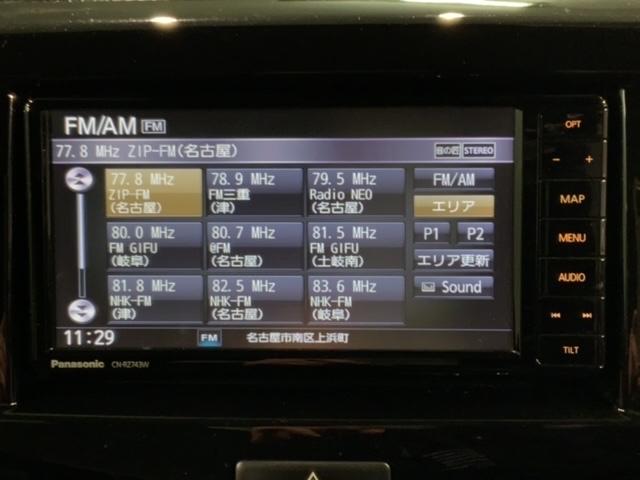 FM/AM FM
77.8 MHz ZIP-FM(名古屋) 音の匠 STEREO
77.8 MHz
ZIP-FM
(名古屋)
78.9 MHz
FM三重
(津)
79.5 MHz
Radio NEO
(名古屋)
FM/AM
エリア
80.0 MHz
FM GIFU
(岐阜)
80.7 MHz
@FM
(名古屋)
81.5 MHz
FM GIFU
(土岐南)
P1
P2
エリア更新
81.8 MHz
NHK-FM
(津)
82.5 MHz
NHK-FM
(名古屋)
83.6 MHz
NHK-FM
(岐阜)
Sound
11:29 FM 名古屋市南区上浜町
Panasonic CN-RZ743W
OPT
− +
MAP
MENU
AUDIO
TILT